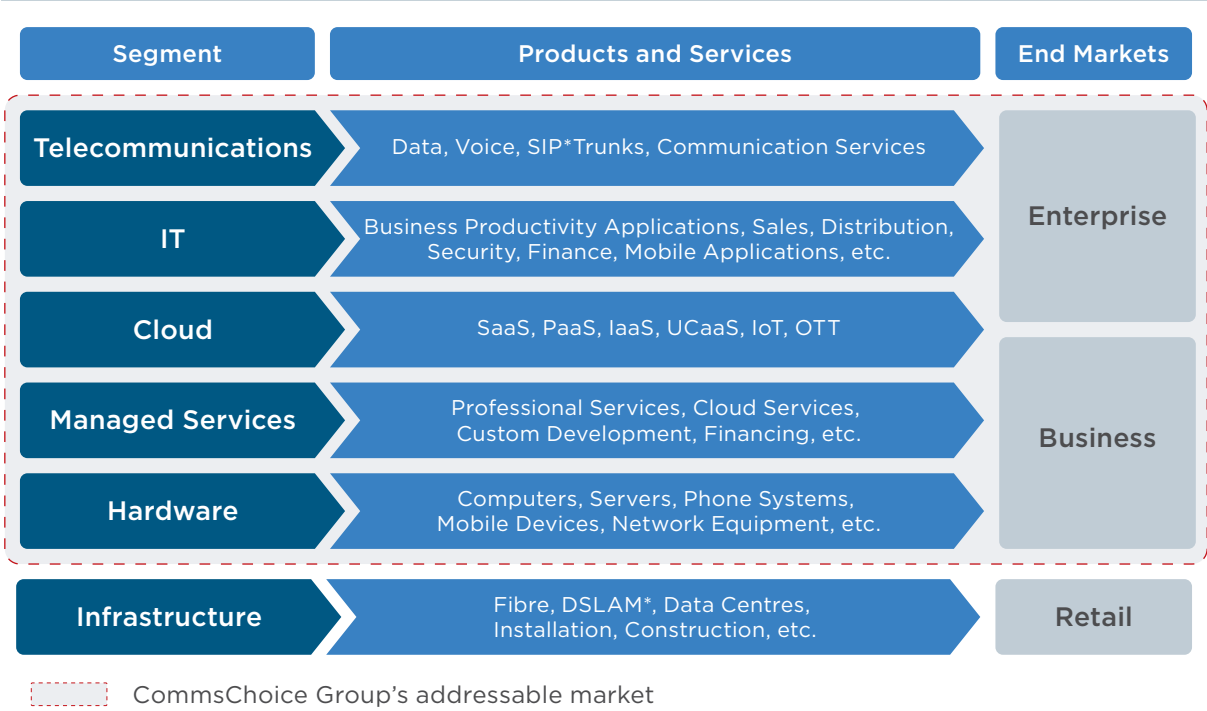 Segment
Products and Services
End Markets
Telecommunications
Data, Voice, SIP*Trunks, Communication Services
IT
Business Productivity Applications, Sales, Distribution,
Security, Finance, Mobile Applications, etc.
Enterprise
Cloud
SaaS, PaaS, IaaS, UCaaS, IoT, OTT
Managed Services
Professional Services, Cloud Services,
Custom Development, Financing, etc.
Business
Hardware
Computers, Servers, Phone Systems,
Mobile Devices, Network Equipment, etc.
Infrastructure
Fibre, DSLAM*, Data Centres,
Installation, Construction, etc.
Retail
CommsChoice Group’s addressable market